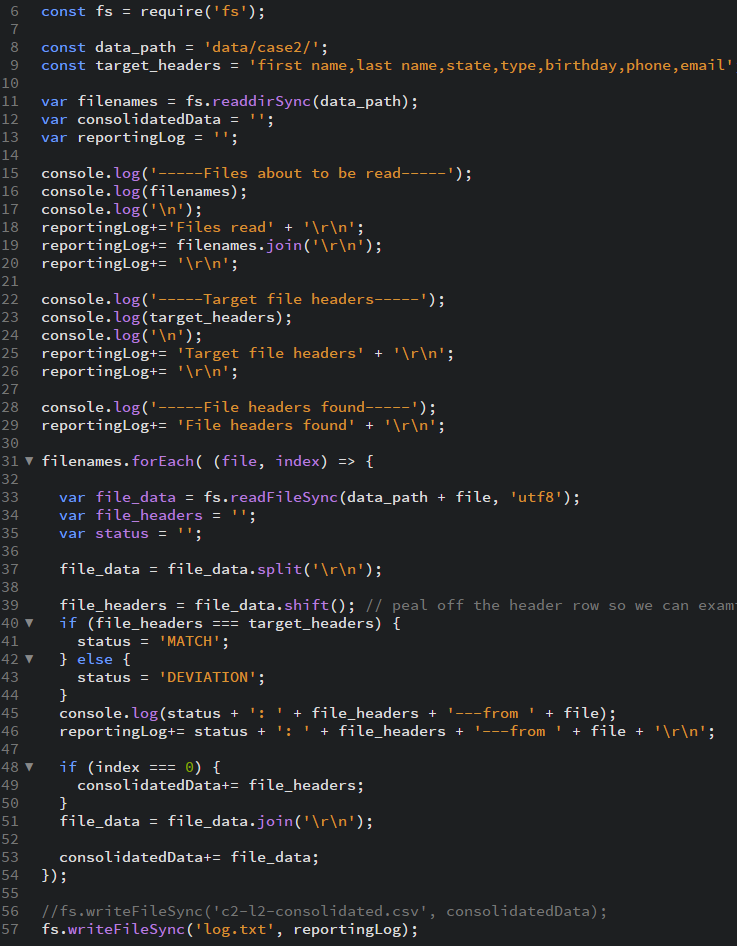 6 const fs = require('fs');
7
8 const data_path = 'data/case2/';
9 const target_headers = 'first name,last name,state,type,birthday,phone,email'
10
11 var filenames = fs.readdirSync(data_path);
12 var consolidatedData = '';
13 var reportingLog = '';
14
15 console.log('-----Files about to be read-----');
16 console.log(filenames);
17 console.log('\n');
18 reportingLog+='Files read' + '\r\n';
19 reportingLog+= filenames.join('\r\n');
20 reportingLog+= '\r\n';
21
22 console.log('-----Target file headers-----');
23 console.log(target_headers);
24 console.log('\n');
25 reportingLog+= 'Target file headers' + '\r\n';
26 reportingLog+= '\r\n';
27
28 console.log('-----File headers found-----');
29 reportingLog+= 'File headers found' + '\r\n';
30
31 ▼ filenames.forEach( (file, index) => {
32
33   var file_data = fs.readFileSync(data_path + file, 'utf8');
34   var file_headers = '';
35   var status = '';
36
37   file_data = file_data.split('\r\n');
38
39   file_headers = file_data.shift(); // peal off the header row so we can exam
40 ▼   if (file_headers === target_headers) {
41     status = 'MATCH';
42 ▼   } else {
43     status = 'DEVIATION';
44   }
45   console.log(status + ': ' + file_headers + '---from ' + file);
46   reportingLog+= status + ': ' + file_headers + '---from ' + file + '\r\n';
47
48 ▼   if (index === 0) {
49     consolidatedData+= file_headers;
50   }
51   file_data = file_data.join('\r\n');
52
53   consolidatedData+= file_data;
54 });
55
56 //fs.writeFileSync('c2-l2-consolidated.csv', consolidatedData);
57 fs.writeFileSync('log.txt', reportingLog);